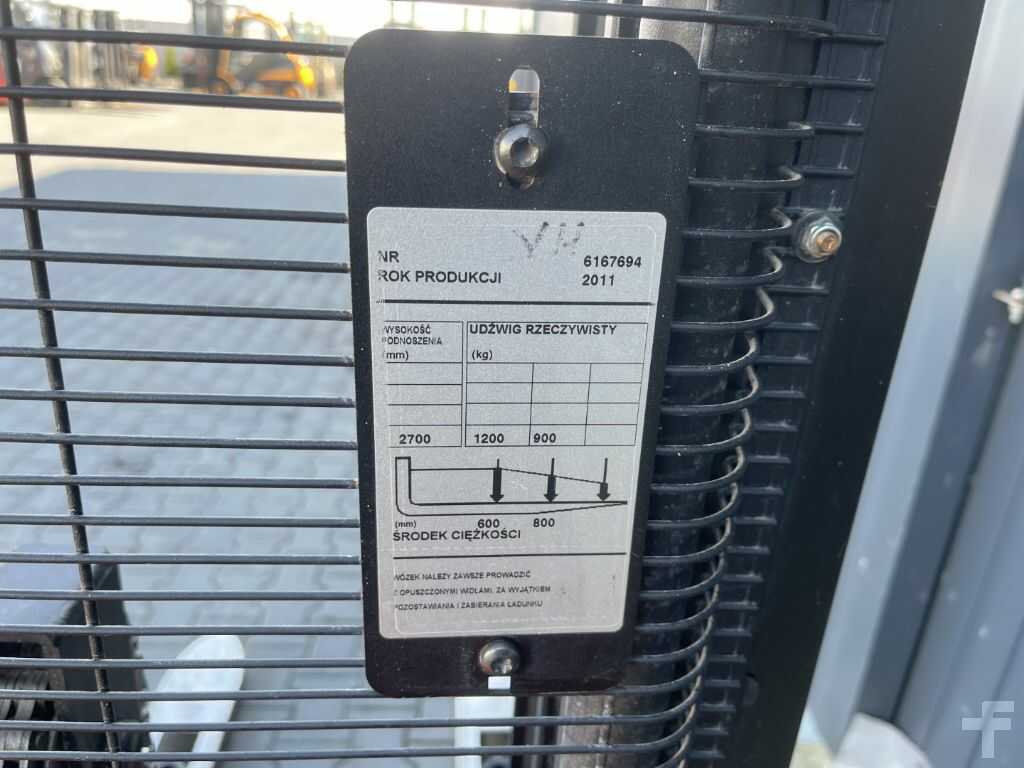 NR 6167694
ROK PRODUKCJI 2011
WYSOKOŚĆ
PODNOSZENIA
(mm)
UDŹWIG RZECZYWISTY
(kg)
2700 1200 900
(mm) 600 800
ŚRODEK CIĘŻKOŚCI
WÓZEK NALEŻY ZAWSZE PROWADZIĆ
Z OPUSZCZONYMI WIDŁAMI, ZA WYJĄTKIEM
POZOSTAWIANIA I ZABIERANIA ŁADUNKU